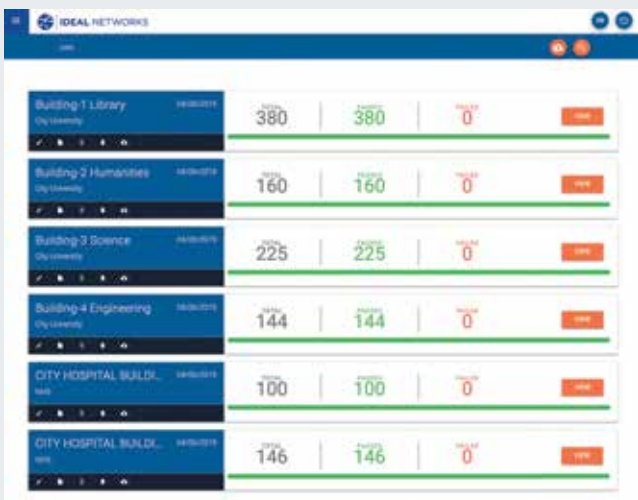 IDEAL NETWORKS
JOBS
Building-1 Library
City University
TOTAL
380
PASSED
380
FAILED
0
VIEW
Building-2 Humanities
City University
TOTAL
160
PASSED
160
FAILED
0
VIEW
Building-3 Science
City University
TOTAL
225
PASSED
225
FAILED
0
VIEW
Building-4 Engineering
City University
TOTAL
144
PASSED
144
FAILED
0
VIEW
CITY HOSPITAL BUILDI...
TOTAL
100
PASSED
100
FAILED
0
VIEW
CITY HOSPITAL BUILDI...
TOTAL
146
PASSED
146
FAILED
0
VIEW